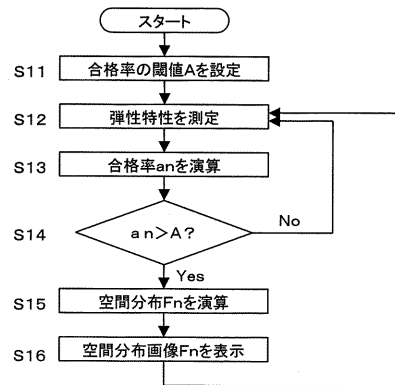 スタート
S11 合格率の閾値Aを設定
S12 弾性特性を測定
S13 合格率anを演算
S14 an>A?
No
Yes
S15 空間分布Fnを演算
S16 空間分布画像Fnを表示